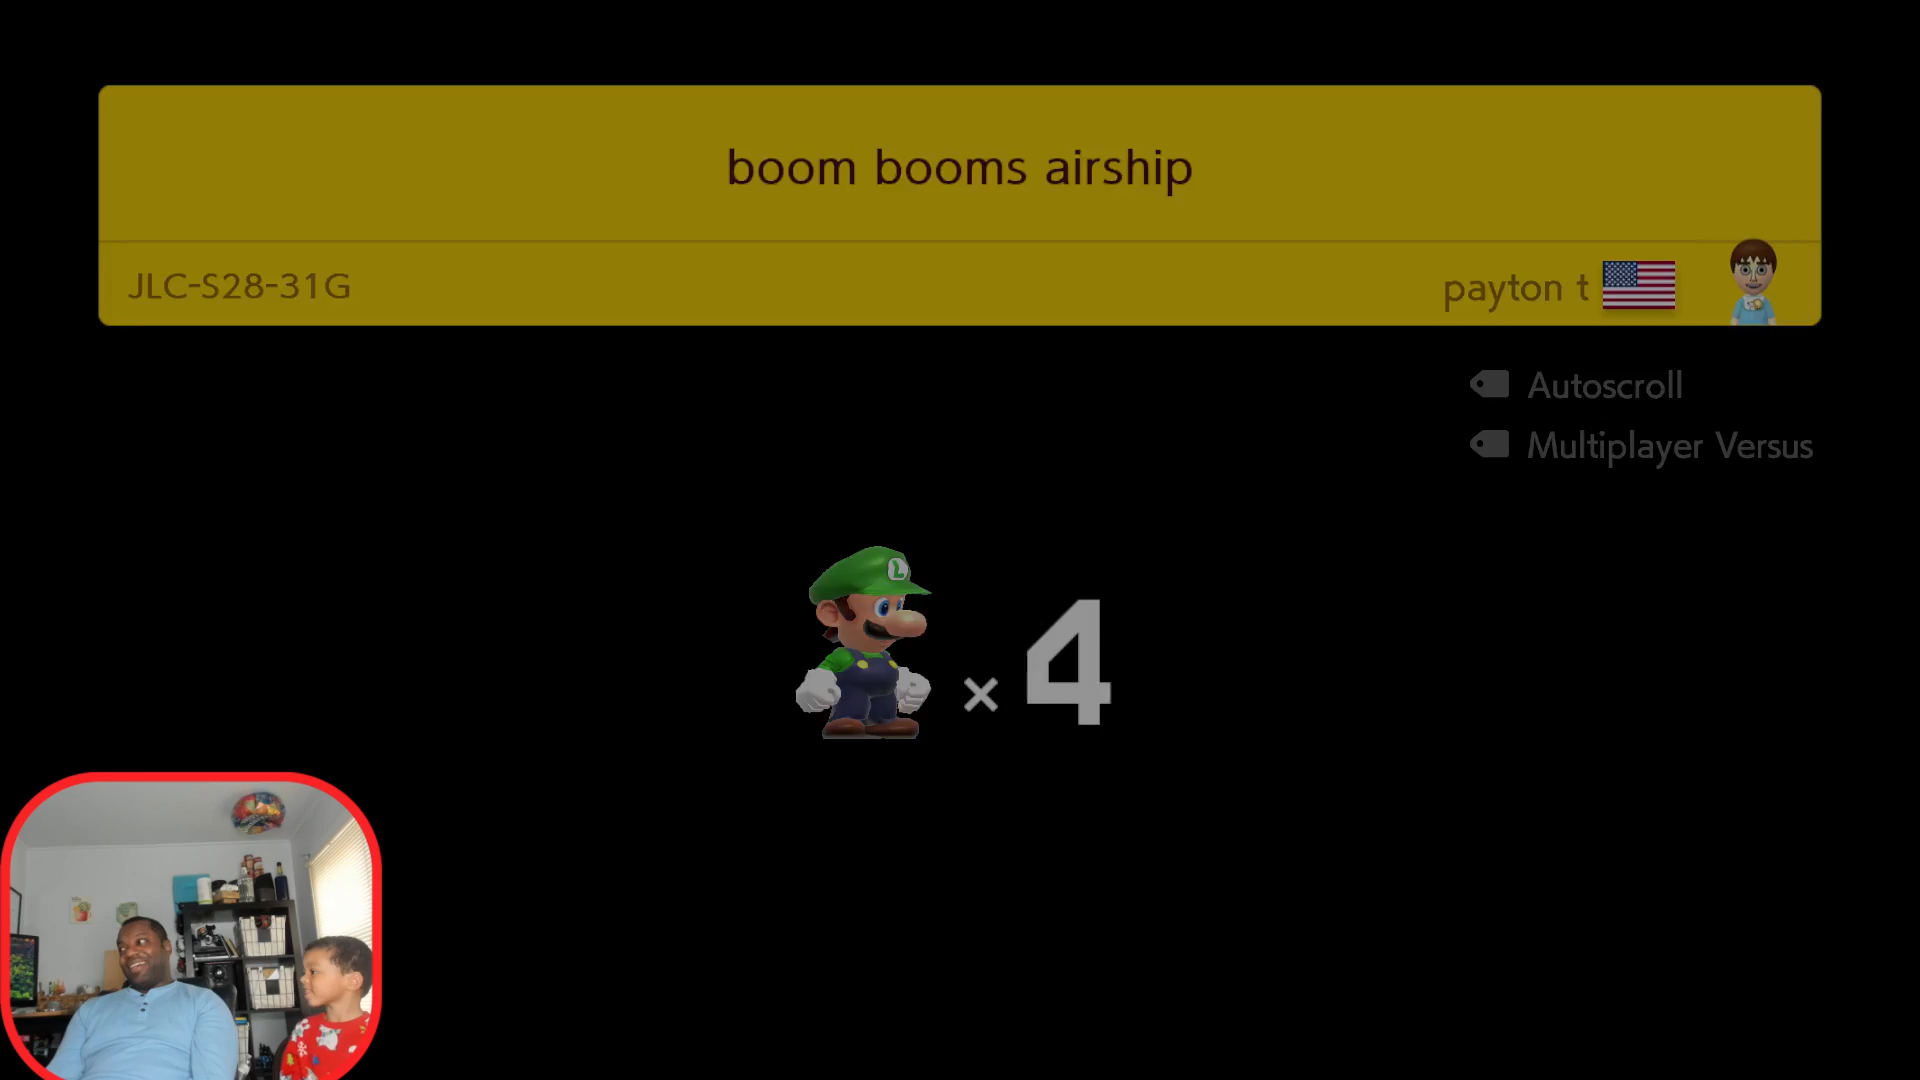 boom booms airship
JLC-S28-31G
payton t
Autoscroll
Multiplayer Versus
L
× 4